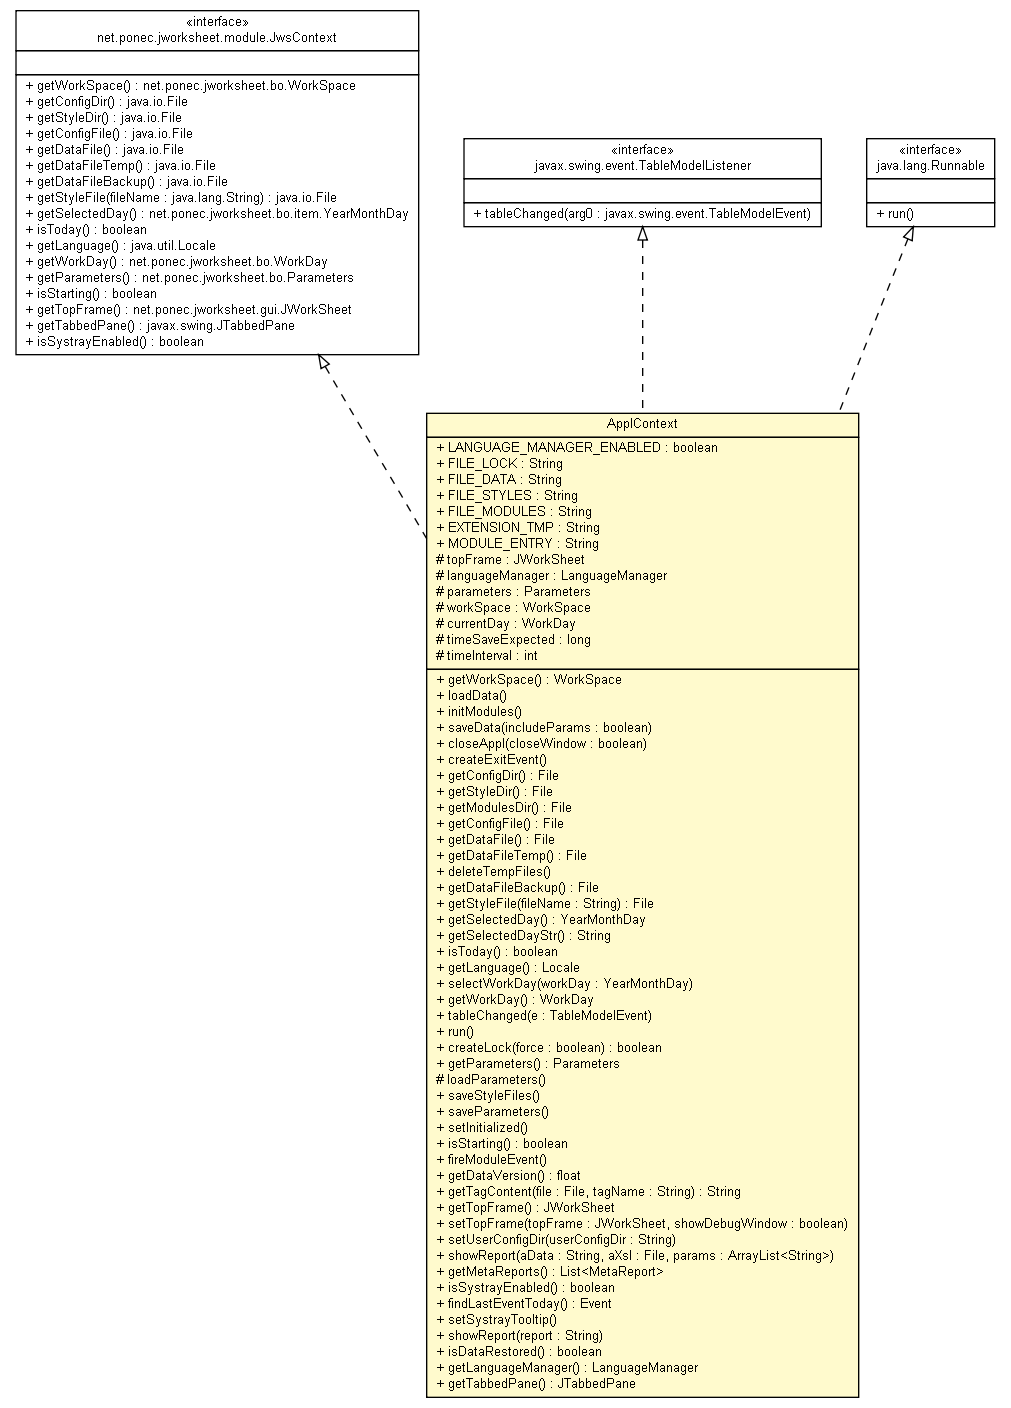 «interface»
net.ponec.jworksheet.module.JwsContext
+ getWorkSpace() : net.ponec.jworksheet.bo.WorkSpace
+ getConfigDir() : java.io.File
+ getStyleDir() : java.io.File
+ getConfigFile() : java.io.File
+ getDataFile() : java.io.File
+ getDataFileTemp() : java.io.File
+ getDataFileBackup() : java.io.File
+ getStyleFile(fileName : java.lang.String) : java.io.File
+ getSelectedDay() : net.ponec.jworksheet.bo.item.YearMonthDay
+ isToday() : boolean
+ getLanguage() : java.util.Locale
+ getWorkDay() : net.ponec.jworksheet.bo.WorkDay
+ getParameters() : net.ponec.jworksheet.bo.Parameters
+ isStarting() : boolean
+ getTopFrame() : net.ponec.jworksheet.gui.JWorkSheet
+ getTabbedPane() : javax.swing.JTabbedPane
+ isSystrayEnabled() : boolean
«interface»
javax.swing.event.TableModelListener
+ tableChanged(arg0 : javax.swing.event.TableModelEvent)
«interface»
java.lang.Runnable
+ run()
ApplContext
+ LANGUAGE_MANAGER_ENABLED : boolean
+ FILE_LOCK : String
+ FILE_DATA : String
+ FILE_STYLES : String
+ FILE_MODULES : String
+ EXTENSION_TMP : String
+ MODULE_ENTRY : String
# topFrame : JWorkSheet
# languageManager : LanguageManager
# parameters : Parameters
# workSpace : WorkSpace
# currentDay : WorkDay
# timeSaveExpected : long
# timeInterval : int
+ getWorkSpace() : WorkSpace
+ loadData()
+ initModules()
+ saveData(includeParams : boolean)
+ closeAppl(closeWindow : boolean)
+ createExitEvent()
+ getConfigDir() : File
+ getStyleDir() : File
+ getModulesDir() : File
+ getConfigFile() : File
+ getDataFile() : File
+ getDataFileTemp() : File
+ deleteTempFiles()
+ getDataFileBackup() : File
+ getStyleFile(fileName : String) : File
+ getSelectedDay() : YearMonthDay
+ getSelectedDayStr() : String
+ isToday() : boolean
+ getLanguage() : Locale
+ selectWorkDay(workDay : YearMonthDay)
+ getWorkDay() : WorkDay
+ tableChanged(e : TableModelEvent)
+ run()
+ createLock(force : boolean) : boolean
+ getParameters() : Parameters
# loadParameters()
+ saveStyleFiles()
+ saveParameters()
+ setInitialized()
+ isStarting() : boolean
+ fireModuleEvent()
+ getDataVersion() : float
+ getTagContent(file : File, tagName : String) : String
+ getTopFrame() : JWorkSheet
+ setTopFrame(topFrame : JWorkSheet, showDebugWindow : boolean)
+ setUserConfigDir(userConfigDir : String)
+ showReport(aData : String, aXsl : File, params : ArrayList<String>)
+ getMetaReports() : List<MetaReport>
+ isSystrayEnabled() : boolean
+ findLastEventToday() : Event
+ setSystrayTooltip()
+ showReport(report : String)
+ isDataRestored() : boolean
+ getLanguageManager() : LanguageManager
+ getTabbedPane() : JTabbedPane